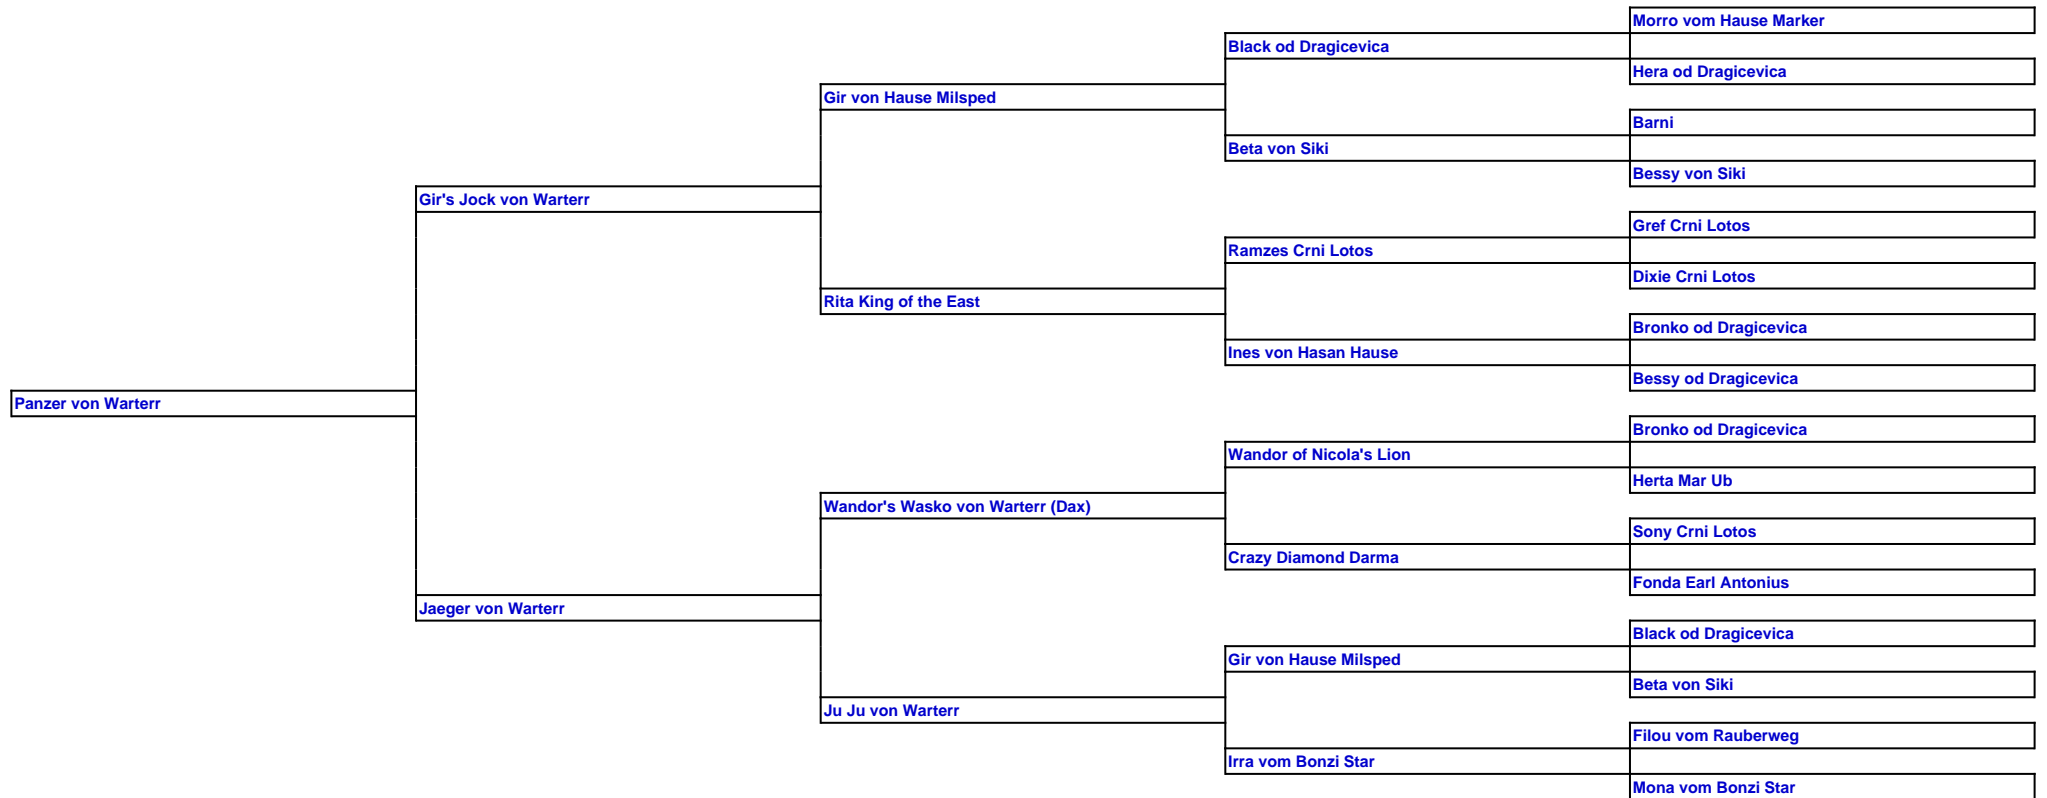 Morro vom Hause Marker
Black od Dragicevica
Hera od Dragicevica
Gir von Hause Milsped
Barni
Beta von Siki
Bessy von Siki
Gir's Jock von Warterr
Gref Crni Lotos
Ramzes Crni Lotos
Dixie Crni Lotos
Rita King of the East
Bronko od Dragicevica
Ines von Hasan Hause
Bessy od Dragicevica
Panzer von Warterr
Bronko od Dragicevica
Wandor of Nicola's Lion
Herta Mar Ub
Wandor's Wasko von Warterr (Dax)
Sony Crni Lotos
Crazy Diamond Darma
Fonda Earl Antonius
Jaeger von Warterr
Black od Dragicevica
Gir von Hause Milsped
Beta von Siki
Ju Ju von Warterr
Filou vom Rauberweg
Irra vom Bonzi Star
Mona vom Bonzi Star